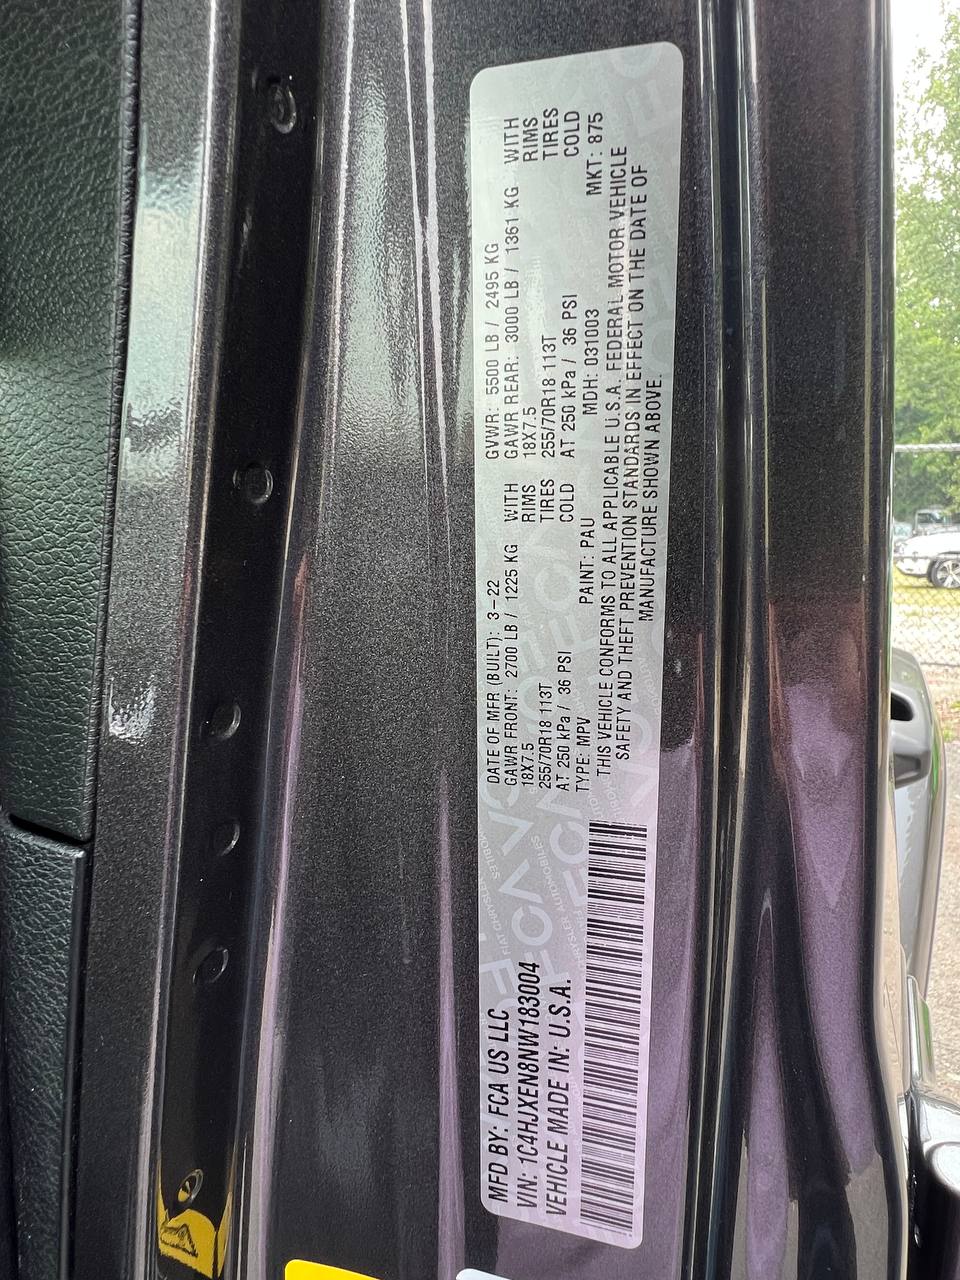 MFD BY: FCA US LLC
VIN: 1C4HJXEN8NW183004
VEHICLE MADE IN: U.S.A.
DATE OF MFR (BUILT): 3-22 GVWR: 5500 LB / 2495 KG
GAWR FRONT: 2700 LB / 1225 KG WITH GAWR REAR: 3000 LB / 1361 KG WITH
18X7.5 RIMS 18X7.5 RIMS
255/70R18 113T TIRES 255/70R18 113T TIRES
AT 250 kPa / 36 PSI COLD AT 250 kPa / 36 PSI COLD
TYPE: MPV PAINT: PAU MDH: 031003 MKT: 875
THIS VEHICLE CONFORMS TO ALL APPLICABLE U.S.A. FEDERAL MOTOR VEHICLE
SAFETY AND THEFT PREVENTION STANDARDS IN EFFECT ON THE DATE OF
MANUFACTURE SHOWN ABOVE.